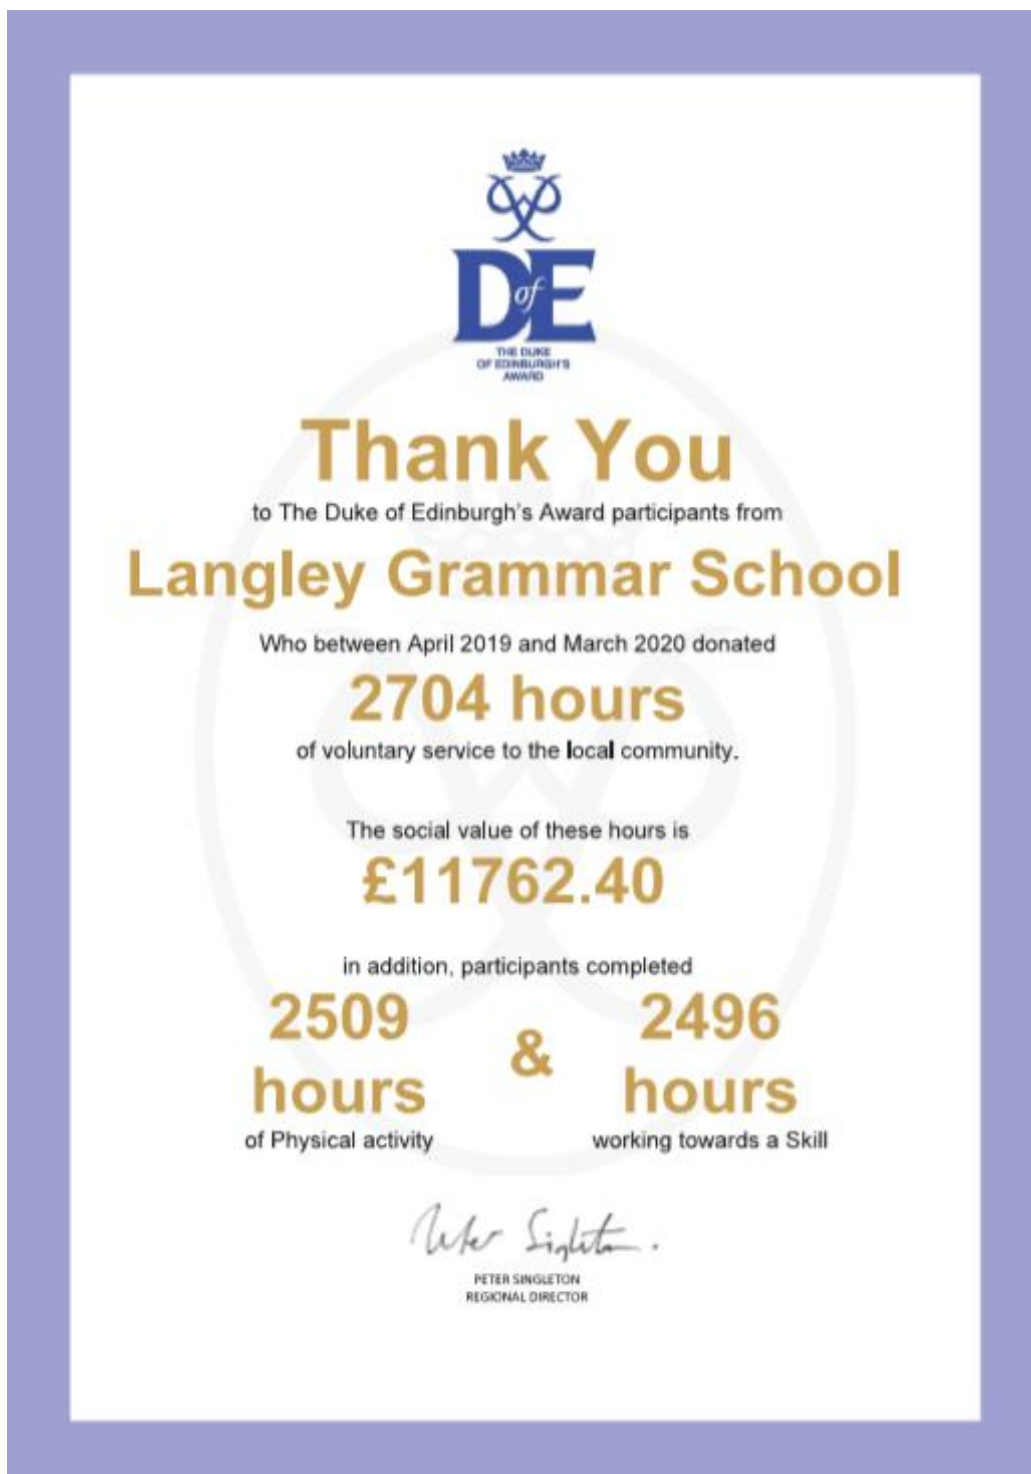 DofE
THE DUKE
OF EDINBURGH'S
AWARD
Thank You
to The Duke of Edinburgh's Award participants from
Langley Grammar School
Who between April 2019 and March 2020 donated
2704 hours
of voluntary service to the local community.
The social value of these hours is
£11762.40
in addition, participants completed
2509
hours
of Physical activity
&
2496
hours
working towards a Skill
Peter Singleton.
PETER SINGLETON
REGIONAL DIRECTOR